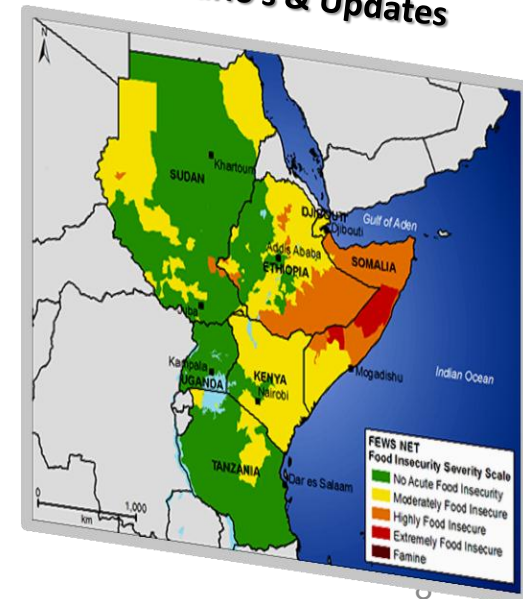 & Updates
N
SUDAN
Khartoum
DJIBOUTI
Djibouti
Gulf of Aden
Addis Ababa
ETHIOPIA
SOMALIA
Juba
Kampala
UGANDA
KENYA
Nairobi
Mogadishu
Indian Ocean
TANZANIA
Dar es Salaam
0 1,000
km
FEWS NET
Food Insecurity Severity Scale
No Acute Food Insecurity
Moderately Food Insecure
Highly Food Insecure
Extremely Food Insecure
Famine